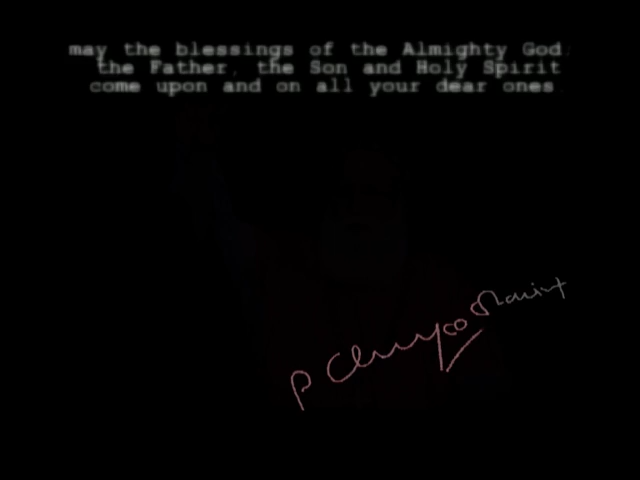 may the blessings of the Almighty God,
the Father, the Son and Holy Spirit
come upon and on all your dear ones.